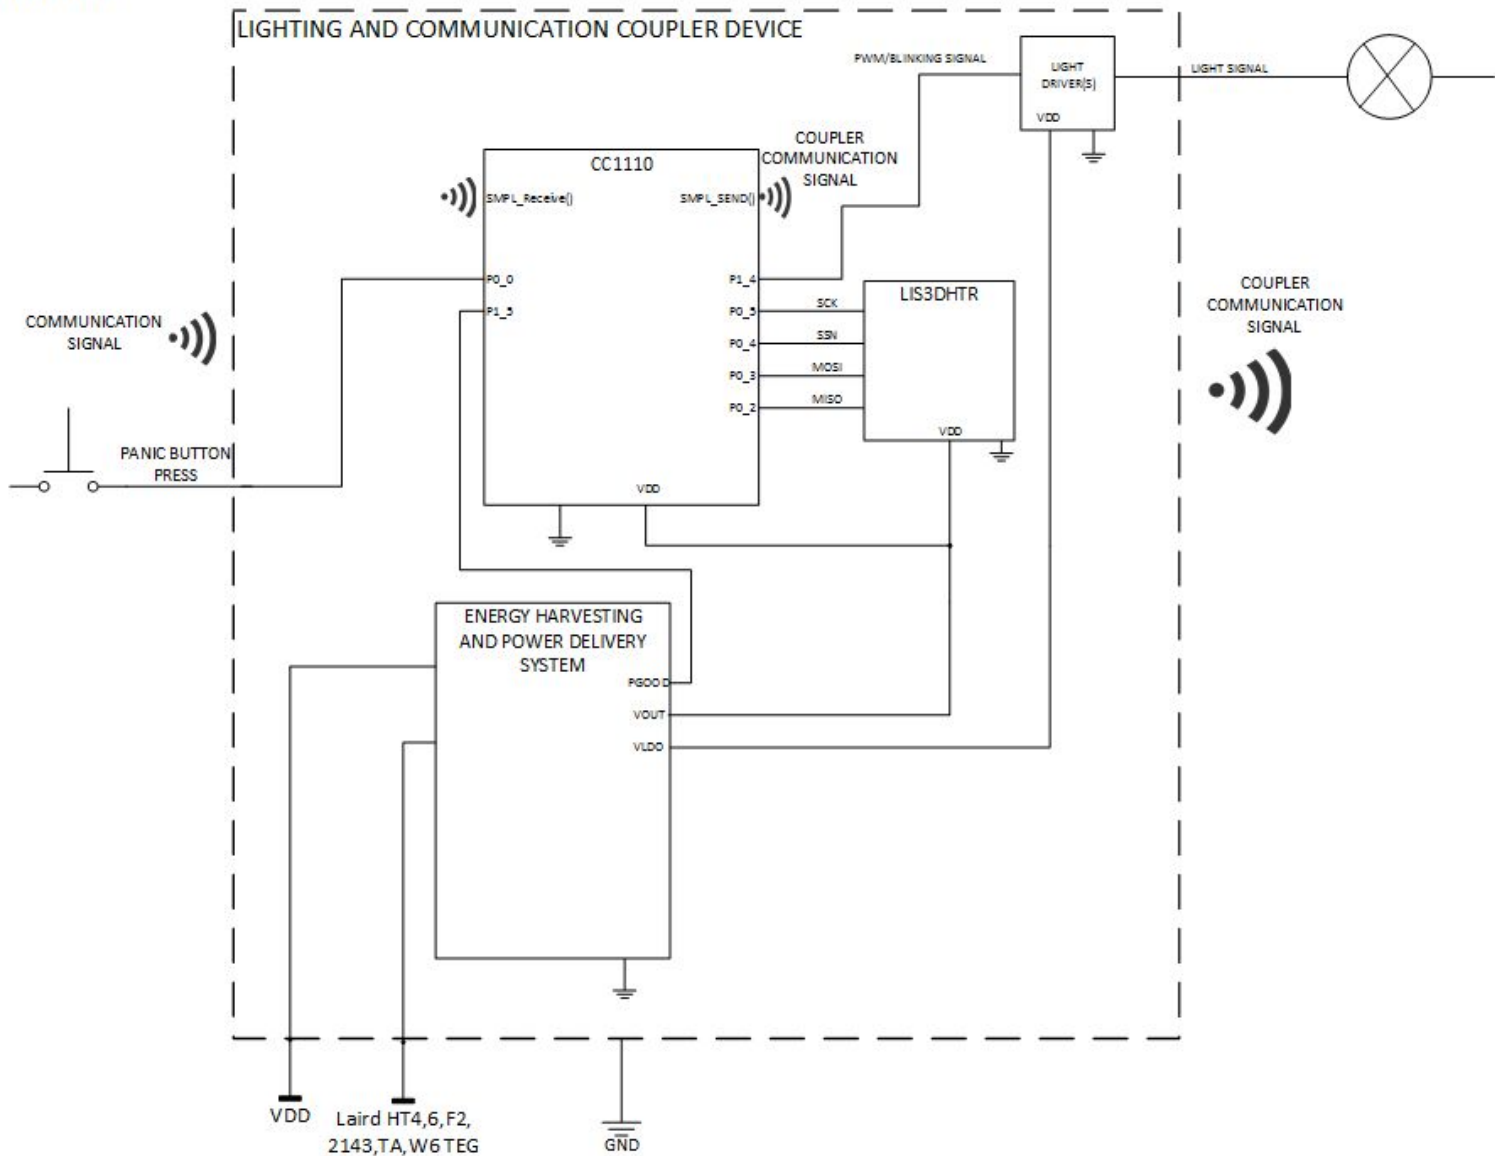 LIGHTING AND COMMUNICATION COUPLER DEVICE
PWM/BLINKING SIGNAL
LIGHT
DRIVER(S)
VDD
LIGHT SIGNAL
COUPLER
COMMUNICATION
SIGNAL
CC1110
SMPL_Receive()
SMPL_SEND()
P0_0
P1_3
P1_4
P0_5
P0_4
P0_3
P0_2
SCK
SSN
MOSI
MISO
LIS3DHTR
VDD
VDD
COMMUNICATION
SIGNAL
COUPLER
COMMUNICATION
SIGNAL
PANIC BUTTON
PRESS
ENERGY HARVESTING
AND POWER DELIVERY
SYSTEM
PGOOD
VOUT
VLDO
VDD
Laird HT4,6,F2,
2143,TA,W6 TEG
GND